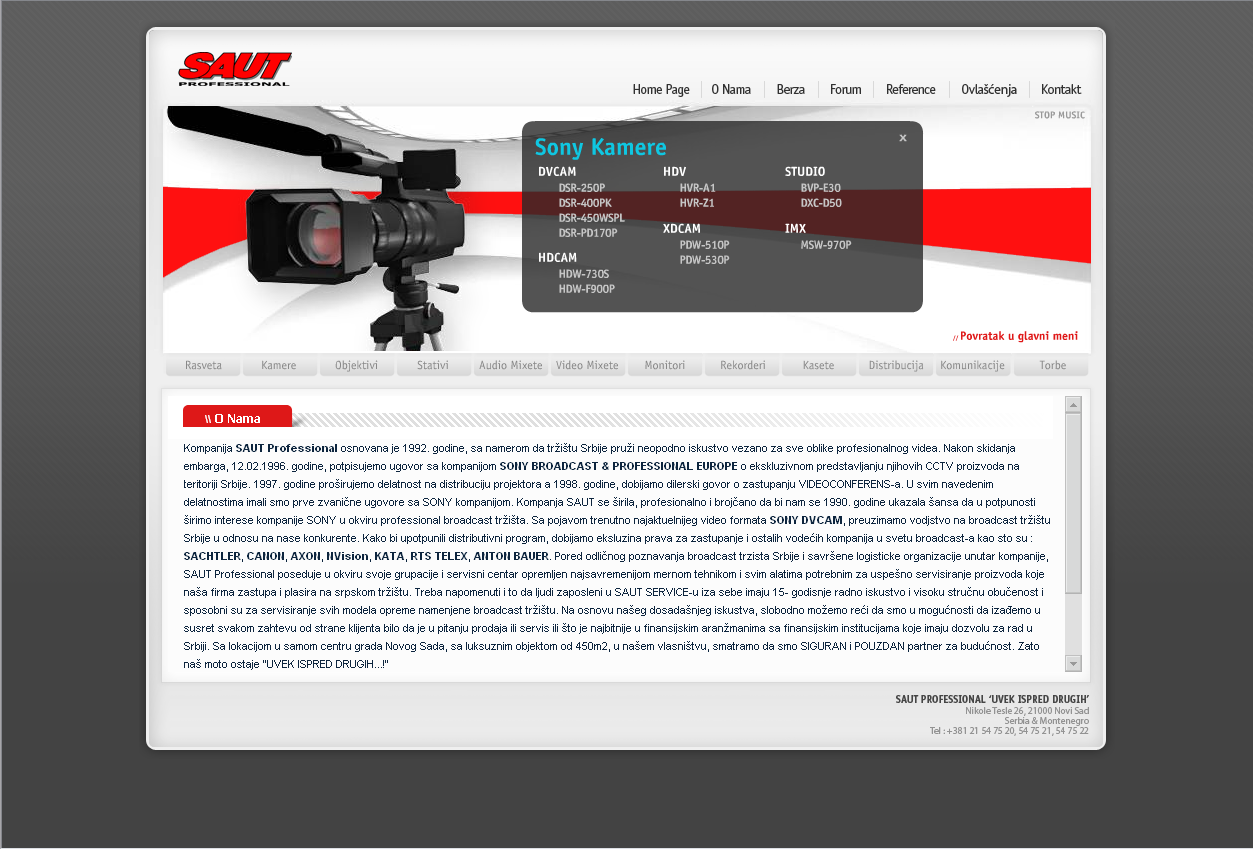 SAUT
PROFESSIONAL
Home Page
O Nama
Berza
Forum
Reference
Ovlašćenja
Kontakt
STOP MUSIC
x
Sony Kamere
DVCAM
DSR-250P
DSR-400PK
DSR-450WSPL
DSR-PD170P
HDCAM
HDW-730S
HDW-F900P
HDV
HVR-A1
HVR-Z1
XDCAM
PDW-510P
PDW-530P
STUDIO
BVP-E30
DXC-D50
IMX
MSW-970P
// Povratak u glavni meni
Rasveta
Kamere
Objektivi
Stativi
Audio Mixete
Video Mixete
Monitori
Rekorderi
Kasete
Distribucija
Komunikacije
Torbe
\\ O Nama
Kompanija SAUT Professional osnovana je 1992. godine, sa namerom da tržištu Srbije pruži neopodno iskustvo vezano za sve oblike profesionalnog videa. Nakon skidanja
embarga, 12.02.1996. godine, potpisujemo ugovor sa kompanijom SONY BROADCAST & PROFESSIONAL EUROPE o ekskluzivnom predstavljanju njihovih CCTV proizvoda na
teritoriji Srbije. 1997. godine proširujemo delatnost na distribuciju projektora a 1998. godine, dobijamo dilerski govor o zastupanju VIDEOCONFERENS-a. U svim navedenim
delatnostima imali smo prve zvanične ugovore sa SONY kompanijom. Kompanja SAUT se širila, profesionalno i brojčano da bi nam se 1990. godine ukazala šansa da u potpunosti
širimo interese kompanije SONY u okviru professional broadcast tržišta. Sa pojavom trenutno najaktuelnijeg video formata SONY DVCAM, preuzimamo vodjstvo na broadcast tržištu
Srbije u odnosu na nase konkurente. Kako bi upotpunili distributivni program, dobijamo eksluzina prava za zastupanje i ostalih vodećih kompanija u svetu broadcast-a kao sto su :
SACHTLER, CANON, AXON, NVision, KATA, RTS TELEX, ANTON BAUER. Pored odličnog poznavanja broadcast trzista Srbije i savršene logisticke organizacije unutar kompanije,
SAUT Professional poseduje u okviru svoje grupacije i servisni centar opremljen najsavremenijom mernom tehnikom i svim alatima potrebnim za uspešno servisiranje proizvoda koje
naša firma zastupa i plasira na srpskom tržištu. Treba napomenuti i to da ljudi zaposleni u SAUT SERVICE-u iza sebe imaju 15- godisnje radno iskustvo i visoku stručnu obučenost i
sposobni su za servisiranje svih modela opreme namenjene broadcast tržištu. Na osnovu našeg dosadašnjeg iskustva, slobodno možemo reći da smo u mogućnosti da izađemo u
susret svakom zahtevu od strane klijenta bilo da je u pitanju prodaja ili servis ili što je najbitnije u finansijskim aranžmanima sa finansijskim institucijama koje imaju dozvolu za rad u
Srbiji. Sa lokacijom u samom centru grada Novog Sada, sa luksuznim objektom od 450m2, u našem vlasništvu, smatramo da smo SIGURAN i POUZDAN partner za budućnost. Zato
naš moto ostaje "UVEK ISPRED DRUGIH...!"
SAUT PROFESSIONAL ‘UVEK ISPRED DRUGIH’
Nikole Tesle 26, 21000 Novi Sad
Serbia & Montenegro
Tel : +381 21 54 75 20, 54 75 21, 54 75 22